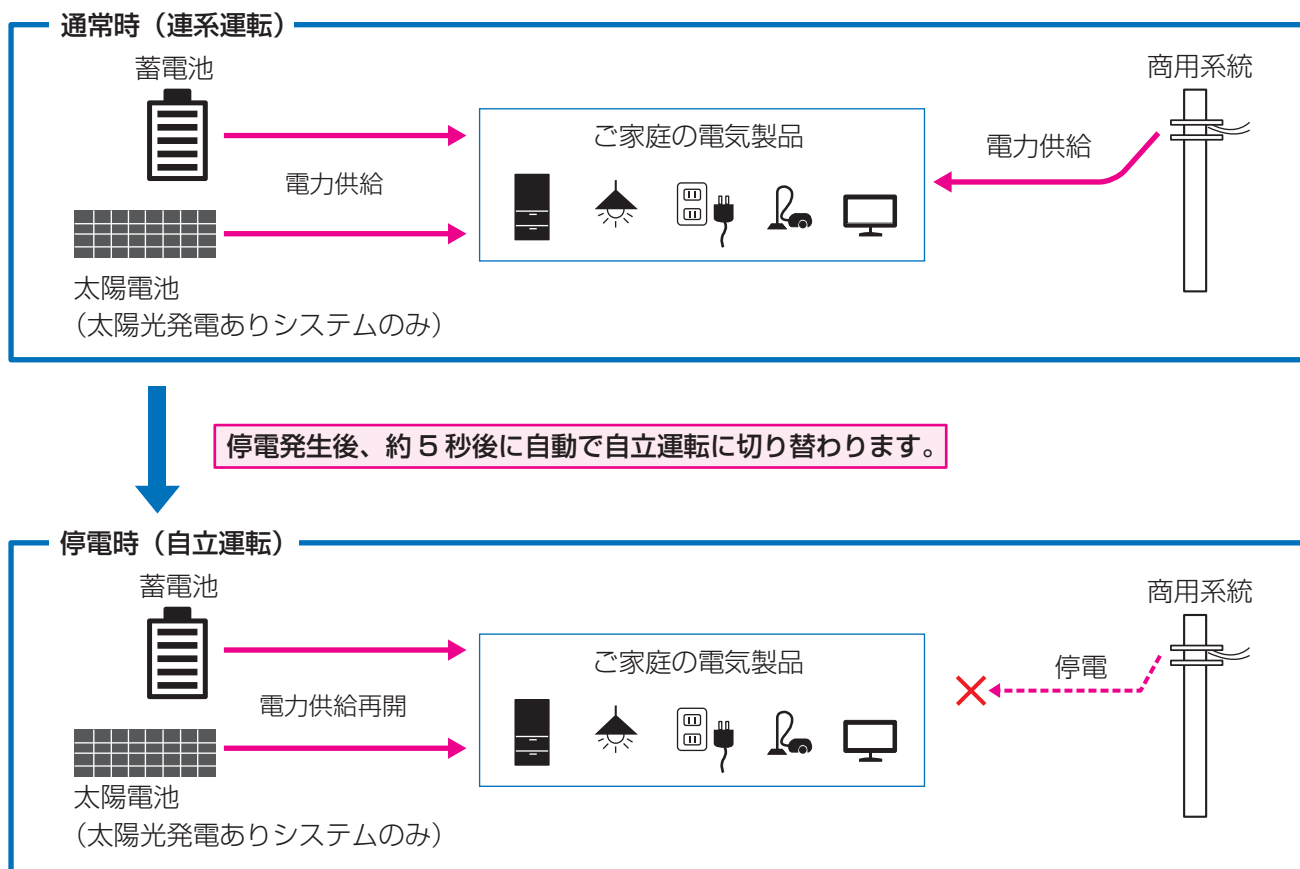 通常時（連系運転）
蓄電池
商用系統
ご家庭の電気製品
電力供給
電力供給
太陽電池
（太陽光発電ありシステムのみ）
停電発生後、約 5 秒後に自動で自立運転に切り替わります。
停電時（自立運転）
蓄電池
商用系統
ご家庭の電気製品
停電
電力供給再開
太陽電池
（太陽光発電ありシステムのみ）